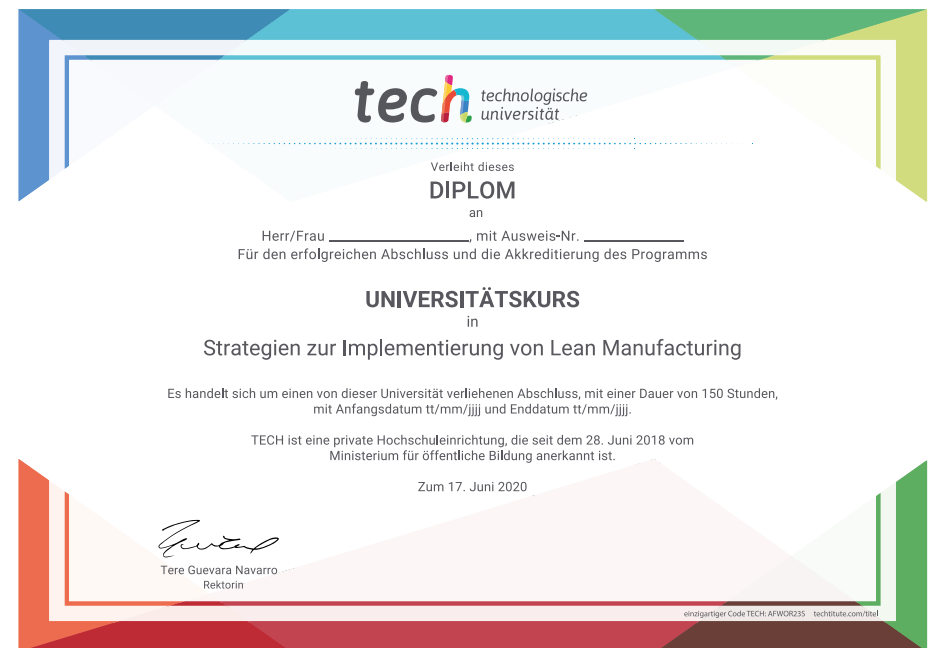 tech technologische
universität
Verleiht dieses
DIPLOM
an
Herr/Frau ____________, mit Ausweis-Nr. ____________
Für den erfolgreichen Abschluss und die Akkreditierung des Programms
UNIVERSITÄTSKURS
in
Strategien zur Implementierung von Lean Manufacturing
Es handelt sich um einen von dieser Universität verliehenen Abschluss, mit einer Dauer von 150 Stunden,
mit Anfangsdatum tt/mm/jjjj und Enddatum tt/mm/jjjj.
TECH ist eine private Hochschuleinrichtung, die seit dem 28. Juni 2018 vom
Ministerium für öffentliche Bildung anerkannt ist.
Zum 17. Juni 2020
Tere Guevara Navarro
Rektorin
einzigartiger Code TECH: AFWOR23S techtitute.com/titel